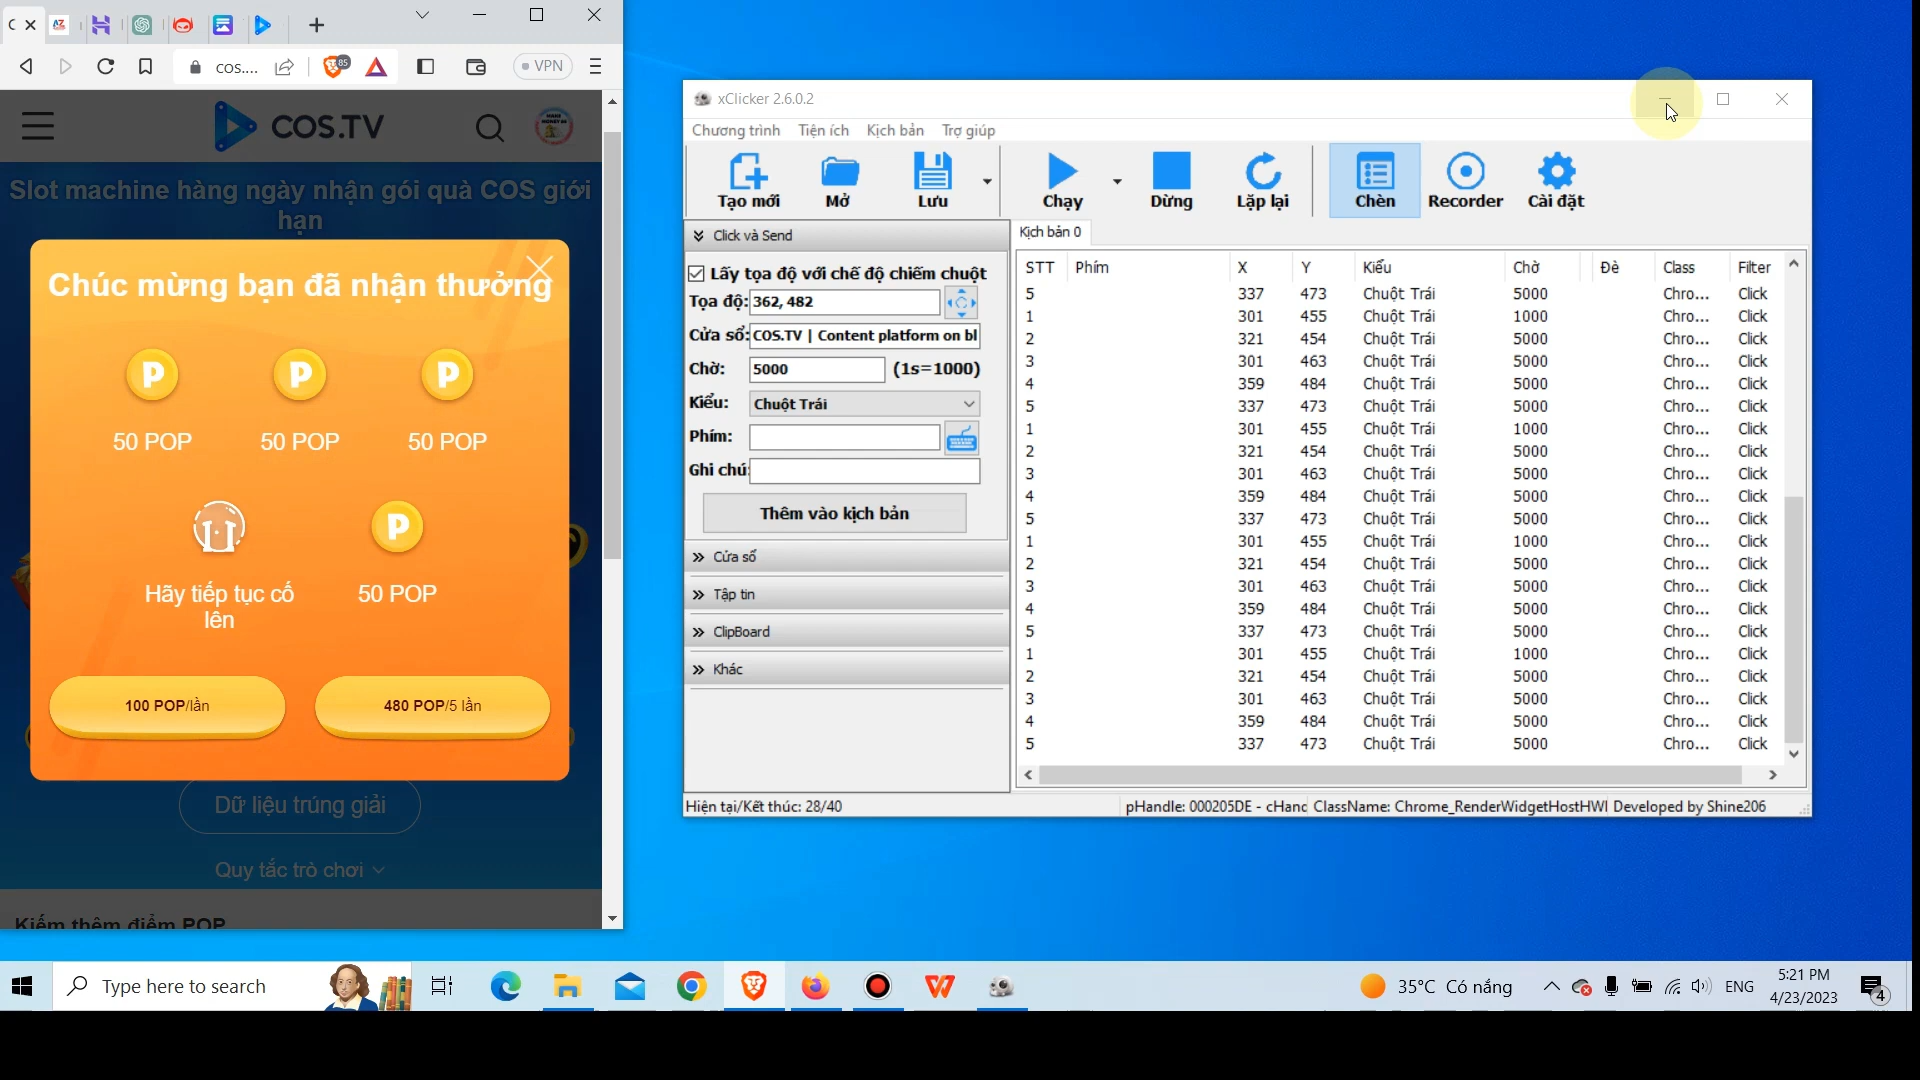 cos....
85
VPN
COS.TV
Slot machine hàng ngày nhận gói quà COS giới
hạn
Chúc mừng bạn đã nhận thưởng
P
P
P
50 POP
50 POP
50 POP
P
Hãy tiếp tục cố
lên
50 POP
100 POP/lần
480 POP/5 lần
Dữ liệu trúng giải
Quy tắc trò chơi
Kiếm thêm điểm POP
xClicker 2.6.0.2
Chương trình Tiện ích Kịch bản Trợ giúp
Tạo mới Mở Lưu Chạy Dừng Lặp lại Chèn Recorder Cài đặt
Click và Send
Lấy tọa độ với chế độ chiếm chuột
Tọa độ: 362, 482
Cửa sổ: COS.TV | Content platform on bl
Chờ: 5000 (1s=1000)
Kiểu: Chuột Trái
Phím:
Ghi chú:
Thêm vào kịch bản
Cửa sổ
Tập tin
ClipBoard
Khác
Kịch bản 0
STT Phím X Y Kiểu Chờ Đè Class Filter
5 337 473 Chuột Trái 5000 Chro... Click
1 301 455 Chuột Trái 1000 Chro... Click
2 321 454 Chuột Trái 5000 Chro... Click
3 301 463 Chuột Trái 5000 Chro... Click
4 359 484 Chuột Trái 5000 Chro... Click
5 337 473 Chuột Trái 5000 Chro... Click
1 301 455 Chuột Trái 1000 Chro... Click
2 321 454 Chuột Trái 5000 Chro... Click
3 301 463 Chuột Trái 5000 Chro... Click
4 359 484 Chuột Trái 5000 Chro... Click
5 337 473 Chuột Trái 5000 Chro... Click
1 301 455 Chuột Trái 1000 Chro... Click
2 321 454 Chuột Trái 5000 Chro... Click
3 301 463 Chuột Trái 5000 Chro... Click
4 359 484 Chuột Trái 5000 Chro... Click
5 337 473 Chuột Trái 5000 Chro... Click
1 301 455 Chuột Trái 1000 Chro... Click
2 321 454 Chuột Trái 5000 Chro... Click
3 301 463 Chuột Trái 5000 Chro... Click
4 359 484 Chuột Trái 5000 Chro... Click
5 337 473 Chuột Trái 5000 Chro... Click
Hiện tại/Kết thúc: 28/40
pHandle: 000205DE - cHanc ClassName: Chrome_RenderWidgetHostHWI Developed by Shine206
Type here to search
35°C Có nắng
ENG
5:21 PM
4/23/2023
4